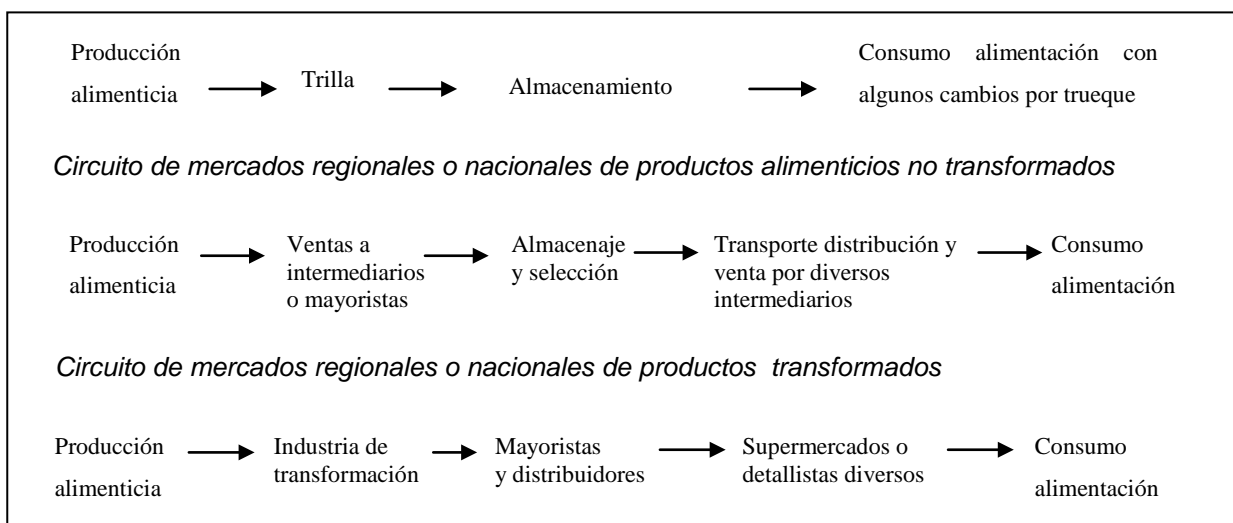 Producción alimenticia
Trilla
Almacenamiento
Consumo alimentación con
algunos cambios por trueque
Circuito de mercados regionales o nacionales de productos alimenticios no transformados
Producción
alimenticia
Ventas a
intermediarios
o mayoristas
Almacenaje
y selección
Transporte distribución y
venta por diversos
intermediarios
Consumo
alimentación
Circuito de mercados regionales o nacionales de productos transformados
Producción
alimenticia
Industria de
transformación
Mayoristas
y distribuidores
Supermercados o
detallistas diversos
Consumo
alimentación